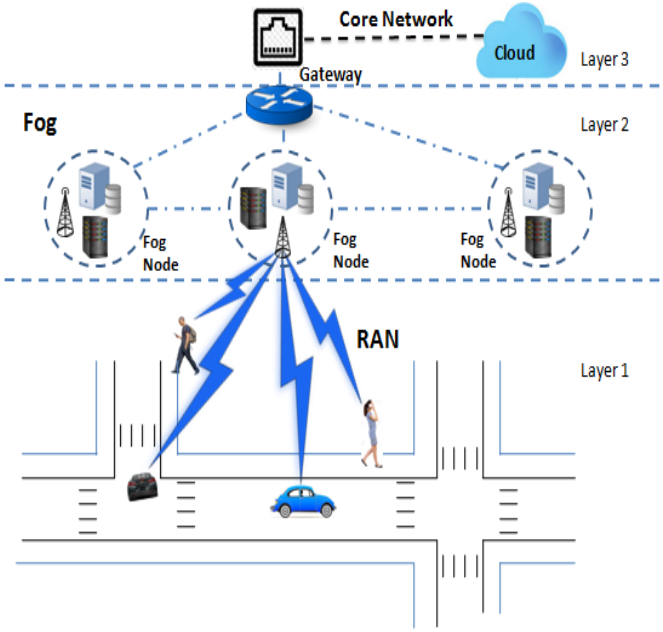 Core Network
Cloud
Layer 3
Gateway
Fog
Layer 2
Fog
Node
Fog
Node
Fog
Node
RAN
Layer 1